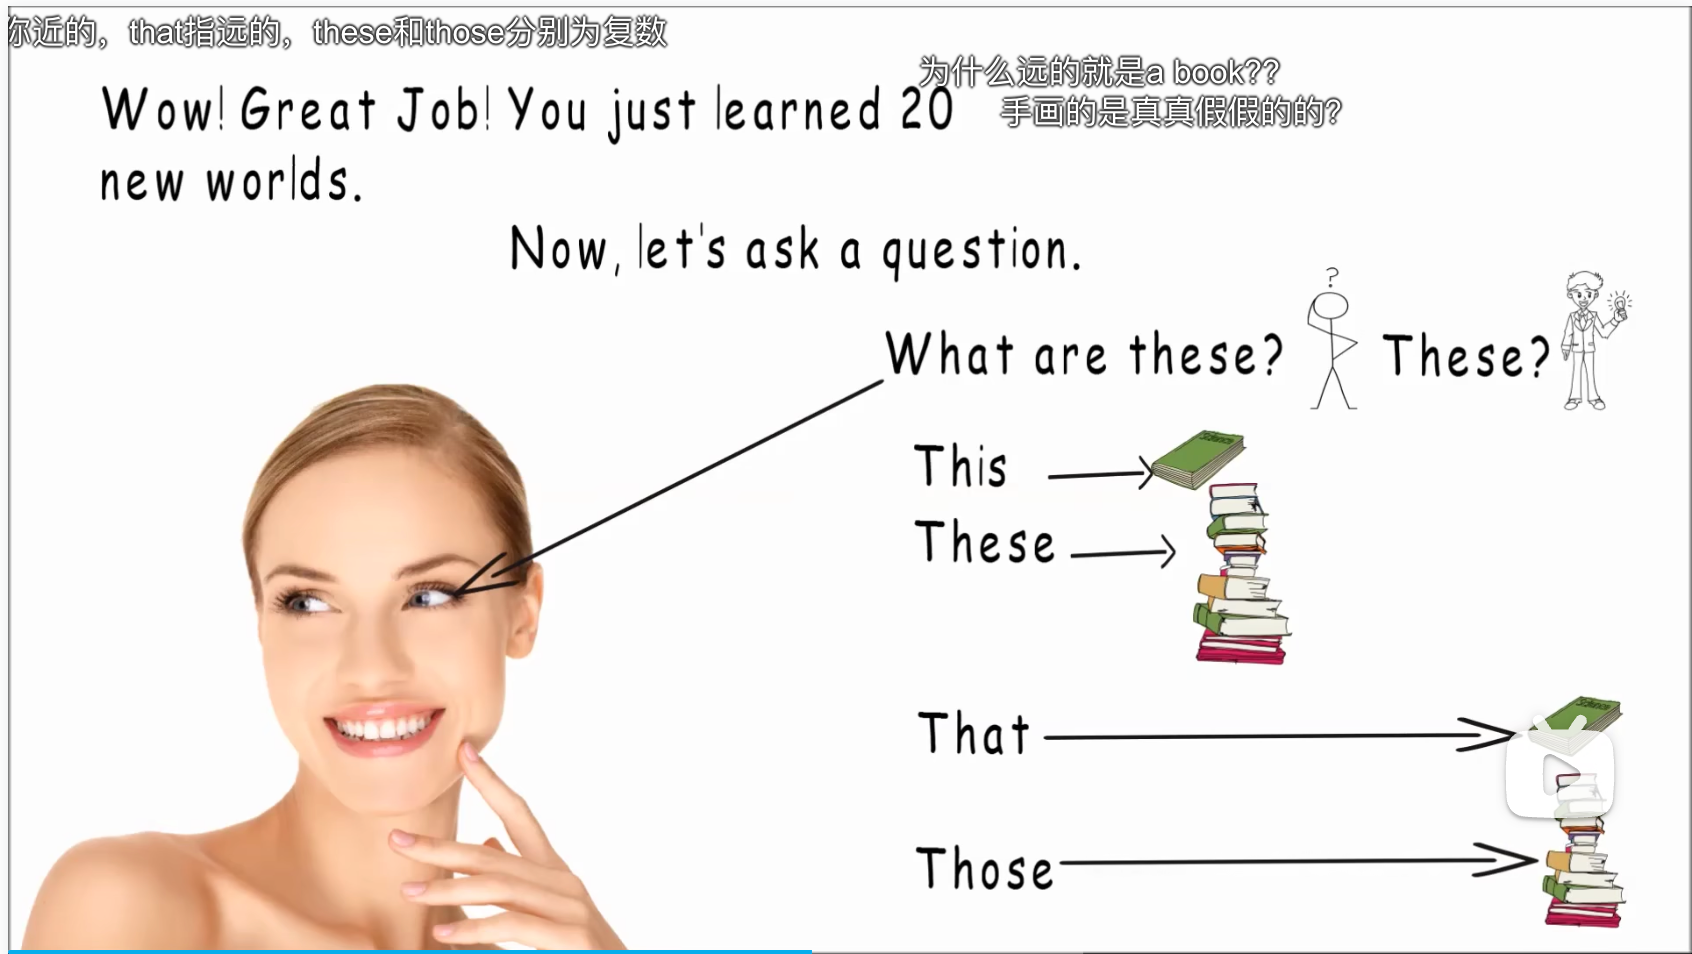 你近的，that指远的，these和those分别为复数
为什么远的就是a book??
手画的是真真假假的的?
Wow! Great Job! You just learned 20
new worlds.
Now, let's ask a question.
?
What are these?
These?
This
Science
These
That
Science
Those